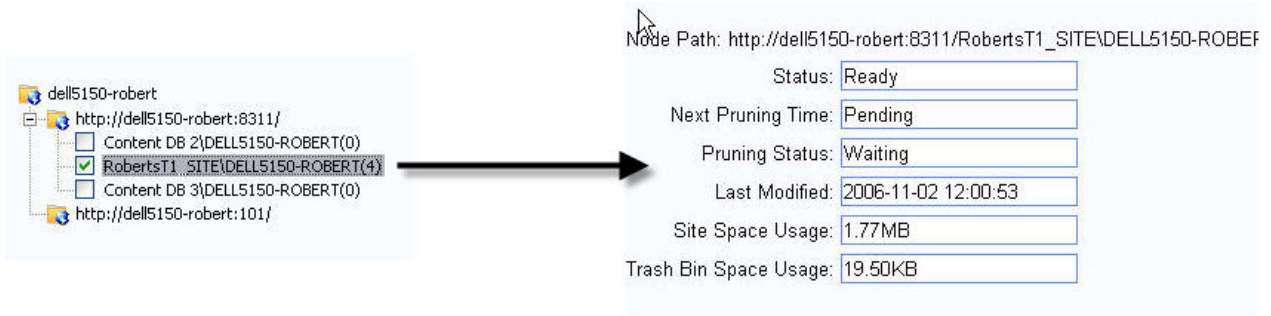 dell5150-robert
http://dell5150-robert:8311/
Content DB 2\DELL5150-ROBERT(0)
RobertsT1_SITE\DELL5150-ROBERT(4)
Content DB 3\DELL5150-ROBERT(0)
http://dell5150-robert:101/
Node Path: http://dell5150-robert:8311/RobertsT1_SITE\DELL5150-ROBER
Status: Ready
Next Pruning Time: Pending
Pruning Status: Waiting
Last Modified: 2006-11-02 12:00:53
Site Space Usage: 1.77MB
Trash Bin Space Usage: 19.50KB